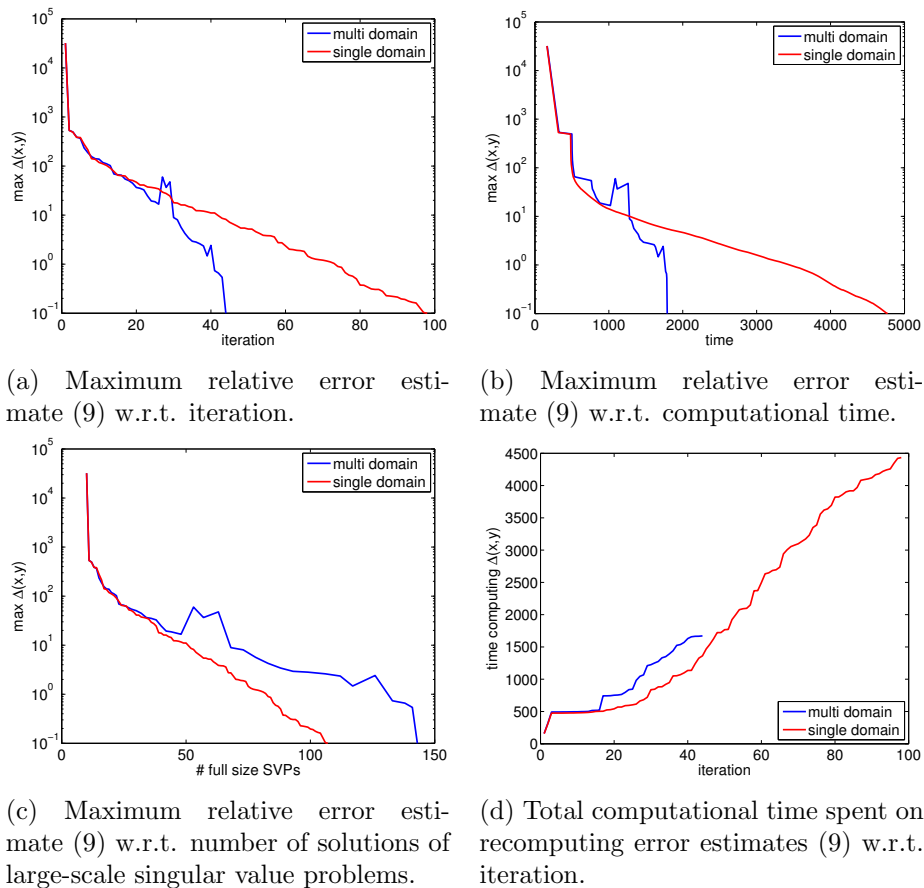 10^5
10^4
10^3
10^2
10^1
10^0
10^-1
max Δ(x,y)
multi domain
single domain
0 20 40 60 80 100
iteration
10^5
10^4
10^3
10^2
10^1
10^0
10^-1
max Δ(x,y)
multi domain
single domain
0 1000 2000 3000 4000 5000
time
(a) Maximum relative error esti-
mate (9) w.r.t. iteration.
(b) Maximum relative error esti-
mate (9) w.r.t. computational time.
10^5
10^4
10^3
10^2
10^1
10^0
10^-1
max Δ(x,y)
multi domain
single domain
0 50 100 150
# full size SVPs
4500
4000
3500
3000
2500
2000
1500
1000
500
0
time computing Δ(x,y)
multi domain
single domain
0 20 40 60 80 100
iteration
(c) Maximum relative error esti-
mate (9) w.r.t. number of solutions of
large-scale singular value problems.
(d) Total computational time spent on
recomputing error estimates (9) w.r.t.
iteration.